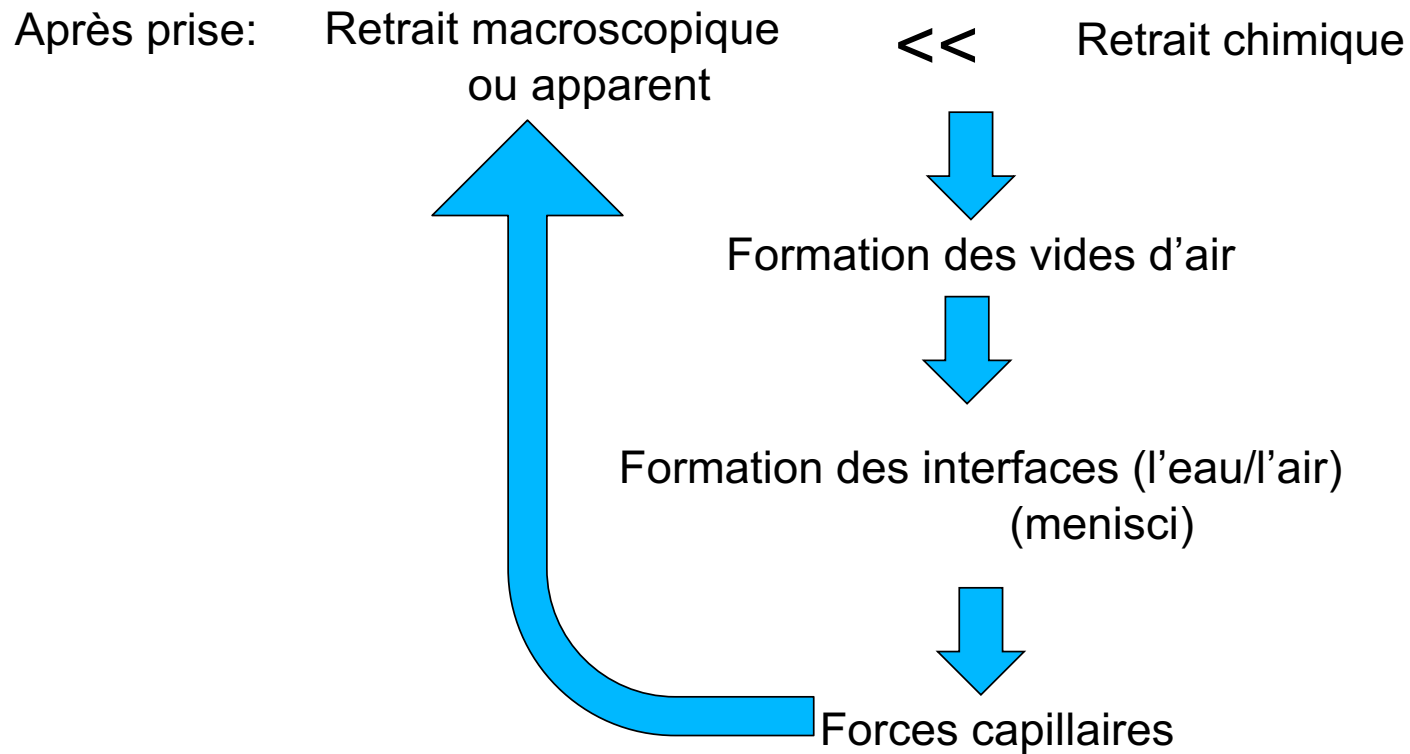 Après prise: Retrait macroscopique << Retrait chimique
ou apparent
Formation des vides d’air
Formation des interfaces (l’eau/l’air)
(menisci)
Forces capillaires